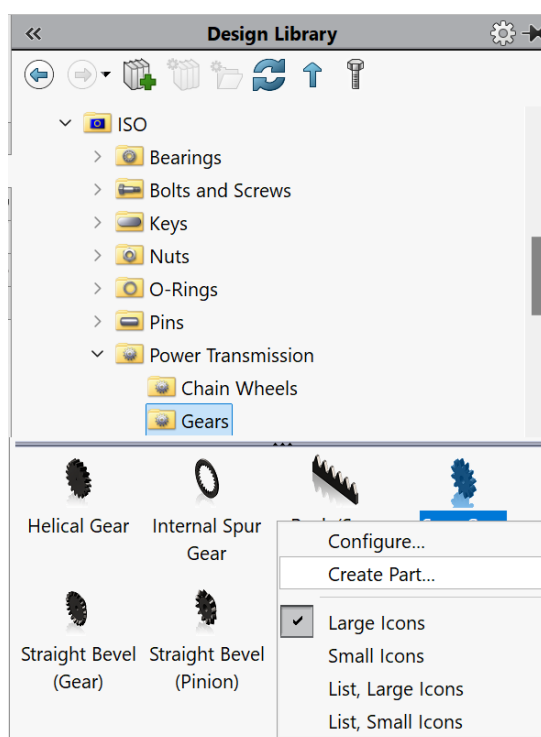 Design Library
ISO
Bearings
Bolts and Screws
Keys
Nuts
O-Rings
Pins
Power Transmission
Chain Wheels
Gears
Helical Gear
Internal Spur
Gear
Straight Bevel
(Gear)
Straight Bevel
(Pinion)
Configure...
Create Part...
Large Icons
Small Icons
List, Large Icons
List, Small Icons